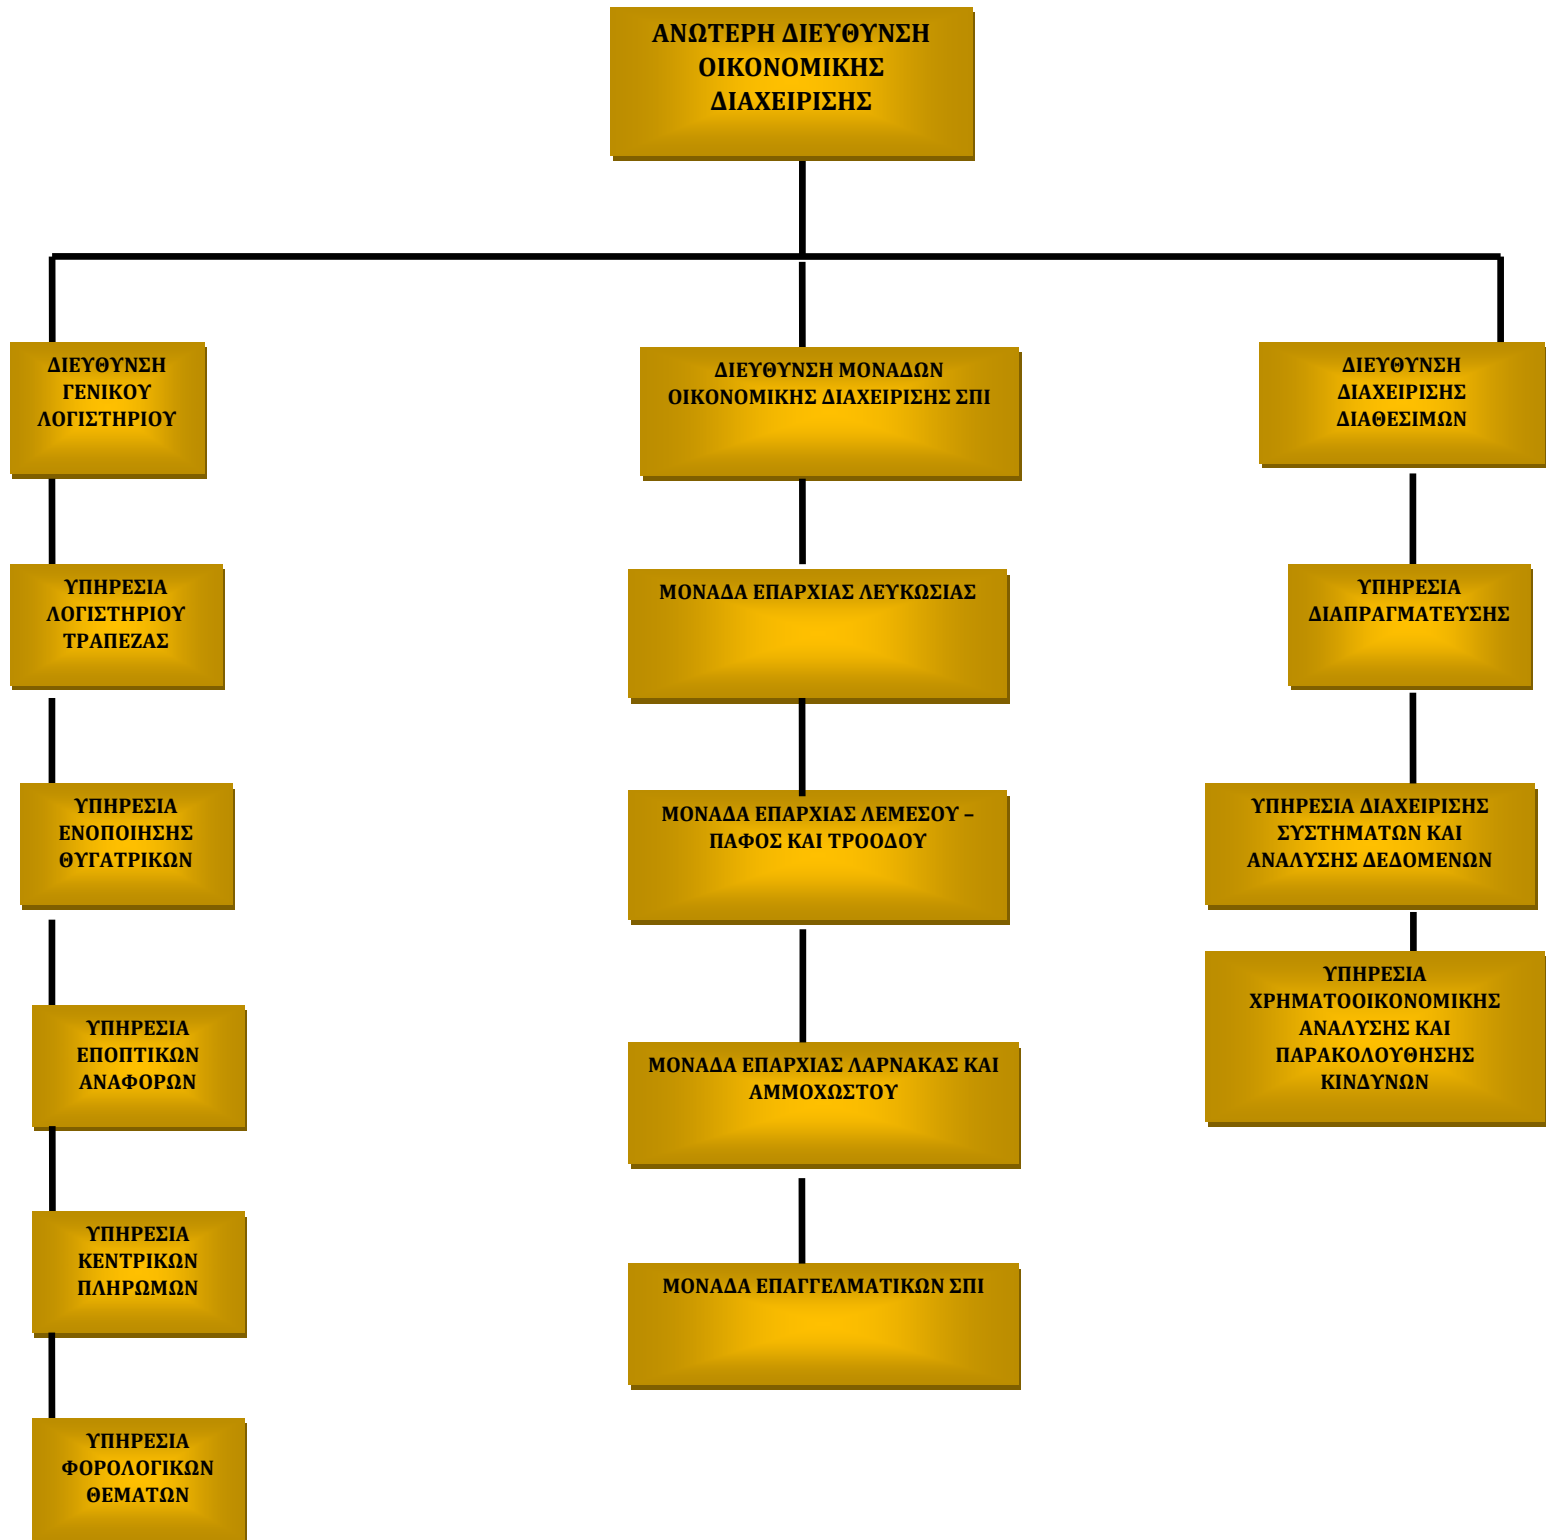 ΑΝΩΤΕΡΗ ΔΙΕΥΘΥΝΣΗ
ΟΙΚΟΝΟΜΙΚΗΣ
ΔΙΑΧΕΙΡΙΣΗΣ
ΔΙΕΥΘΥΝΣΗ
ΓΕΝΙΚΟΥ
ΛΟΓΙΣΤΗΡΙΟΥ
ΥΠΗΡΕΣΙΑ
ΛΟΓΙΣΤΗΡΙΟΥ
ΤΡΑΠΕΖΑΣ
ΥΠΗΡΕΣΙΑ
ΕΝΟΠΟΙΗΣΗΣ
ΘΥΓΑΤΡΙΚΩΝ
ΥΠΗΡΕΣΙΑ
ΕΠΟΠΤΙΚΩΝ
ΑΝΑΦΟΡΩΝ
ΥΠΗΡΕΣΙΑ
ΚΕΝΤΡΙΚΩΝ
ΠΛΗΡΩΜΩΝ
ΥΠΗΡΕΣΙΑ
ΦΟΡΟΛΟΓΙΚΩΝ
ΘΕΜΑΤΩΝ
ΔΙΕΥΘΥΝΣΗ ΜΟΝΑΔΩΝ
ΟΙΚΟΝΟΜΙΚΗΣ ΔΙΑΧΕΙΡΙΣΗΣ ΣΠΙ
ΜΟΝΑΔΑ ΕΠΑΡΧΙΑΣ ΛΕΥΚΩΣΙΑΣ
ΜΟΝΑΔΑ ΕΠΑΡΧΙΑΣ ΛΕΜΕΣΟΥ –
ΠΑΦΟΣ ΚΑΙ ΤΡΟΟΔΟΥ
ΜΟΝΑΔΑ ΕΠΑΡΧΙΑΣ ΛΑΡΝΑΚΑΣ ΚΑΙ
ΑΜΜΟΧΩΣΤΟΥ
ΜΟΝΑΔΑ ΕΠΑΓΓΕΛΜΑΤΙΚΩΝ ΣΠΙ
ΔΙΕΥΘΥΝΣΗ
ΔΙΑΧΕΙΡΙΣΗΣ
ΔΙΑΘΕΣΙΜΩΝ
ΥΠΗΡΕΣΙΑ
ΔΙΑΠΡΑΓΜΑΤΕΥΣΗΣ
ΥΠΗΡΕΣΙΑ ΔΙΑΧΕΙΡΙΣΗΣ
ΣΥΣΤΗΜΑΤΩΝ ΚΑΙ
ΑΝΑΛΥΣΗΣ ΔΕΔΟΜΕΝΩΝ
ΥΠΗΡΕΣΙΑ
ΧΡΗΜΑΤΟΟΙΚΟΝΟΜΙΚΗΣ
ΑΝΑΛΥΣΗΣ ΚΑΙ
ΠΑΡΑΚΟΛΟΥΘΗΣΗΣ
ΚΙΝΔΥΝΩΝ